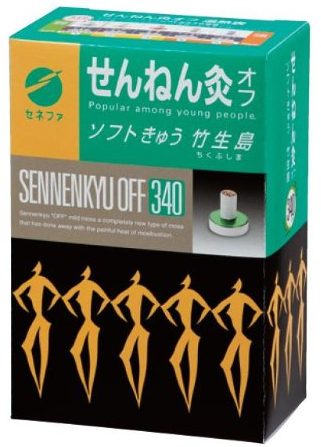 せんねん灸オフ
Popular among young people.
ソフトきゅう 竹生島
ちくぶしま
セネファ
SENNENKYU OFF 340
Sennenkyu "OFF" mild moxa a completely new type of moxa
that has done away with the painful heat of moxibustion.
340